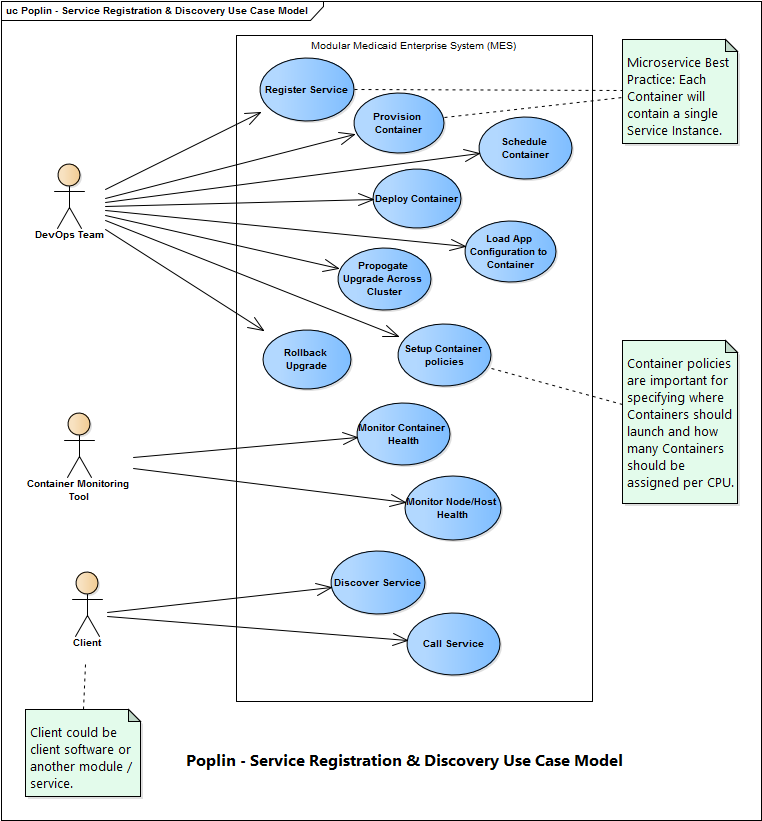 uc Poplin - Service Registration & Discovery Use Case Model
Modular Medicaid Enterprise System (MES)
Register Service
Provision
Container
Schedule
Container
Deploy Container
Load App
Configuration to
Container
Propogate
Upgrade Across
Cluster
Setup Container
policies
Rollback
Upgrade
Microservice Best
Practice: Each
Container will
contain a single
Service Instance.
DevOps Team
Container policies
are important for
specifying where
Containers should
launch and how
many Containers
should be
assigned per CPU.
Monitor Container
Health
Monitor Node/Host
Health
Container Monitoring
Tool
Discover Service
Call Service
Client
Client could be
client software or
another module /
service.
Poplin - Service Registration & Discovery Use Case Model